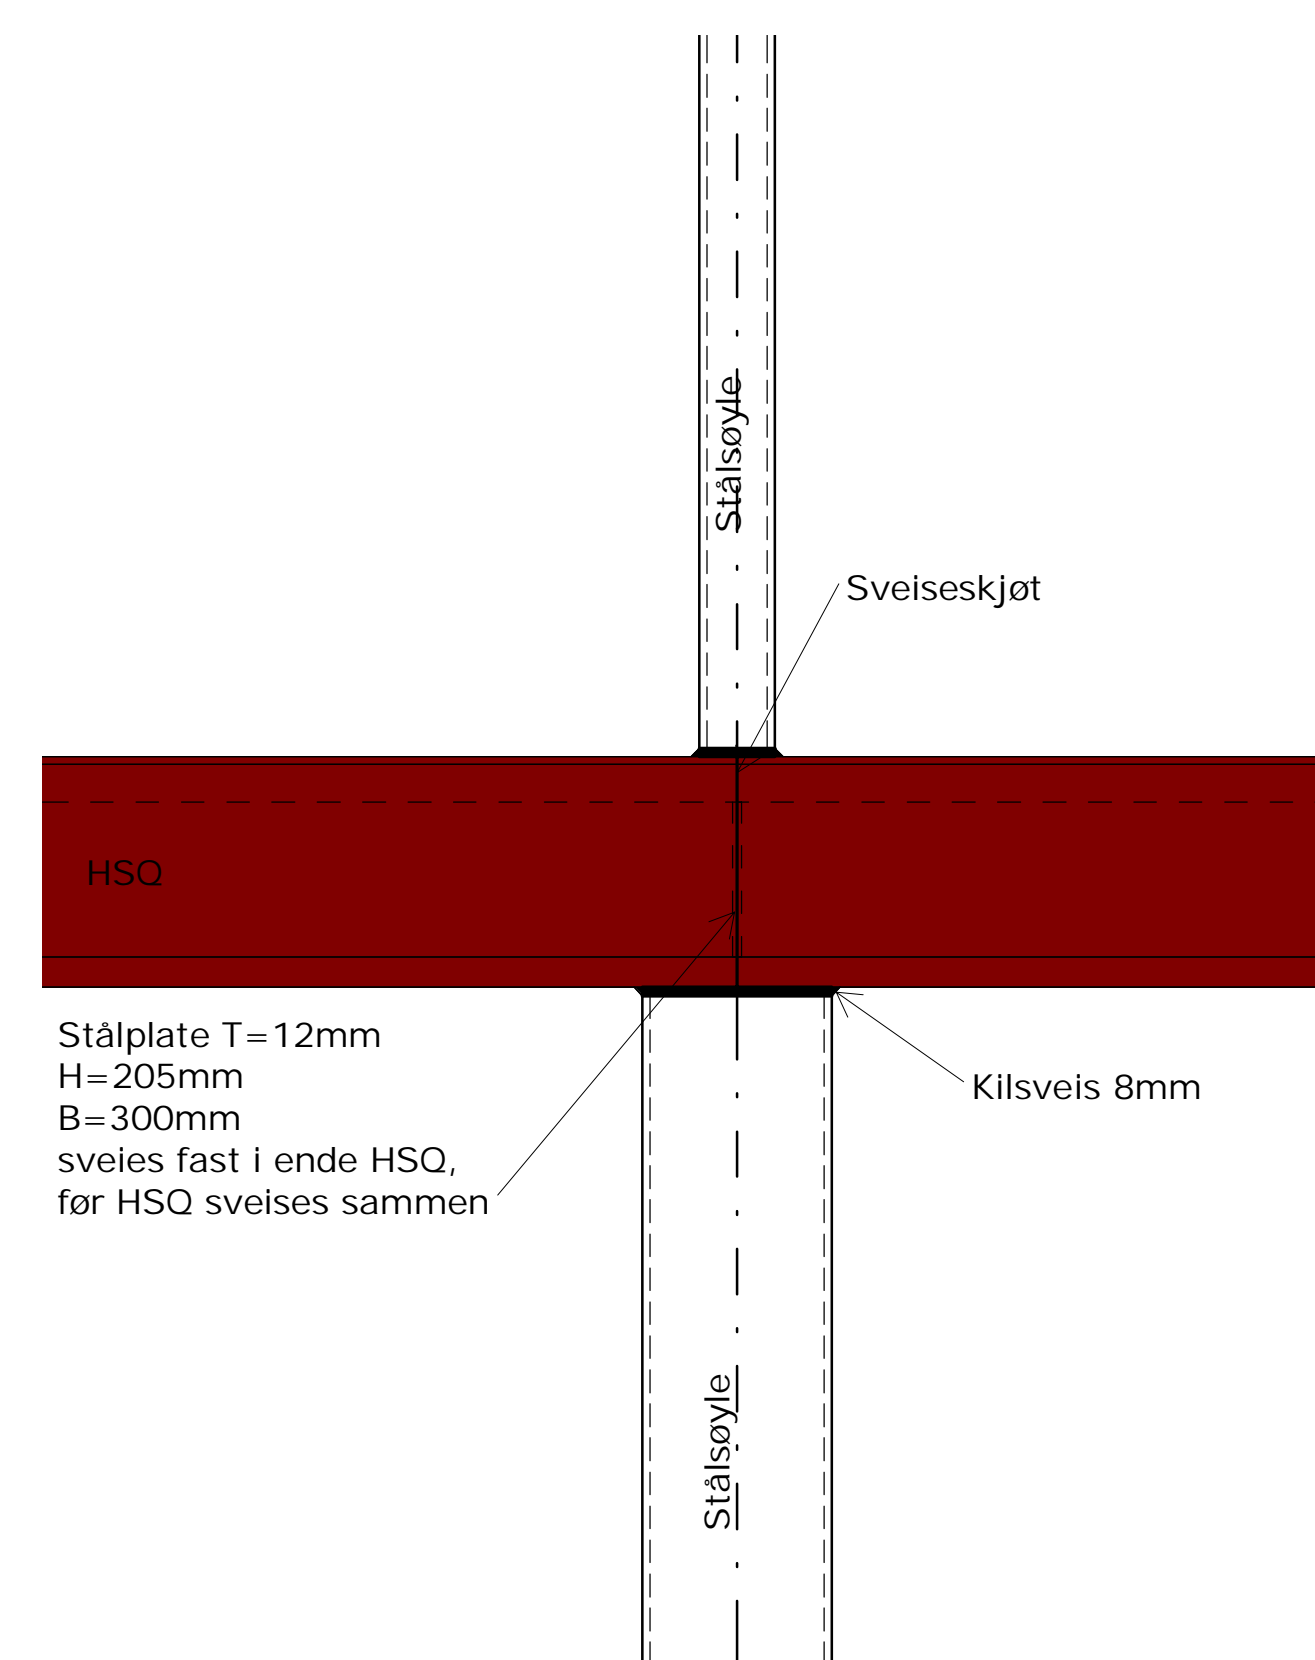 Stålsøyle
Sveiseskjøt
HSQ
Stålplate T=12mm
H=205mm
B=300mm
sveies fast i ende HSQ,
før HSQ sveises sammen
Kilsveis 8mm
Stålsøyle